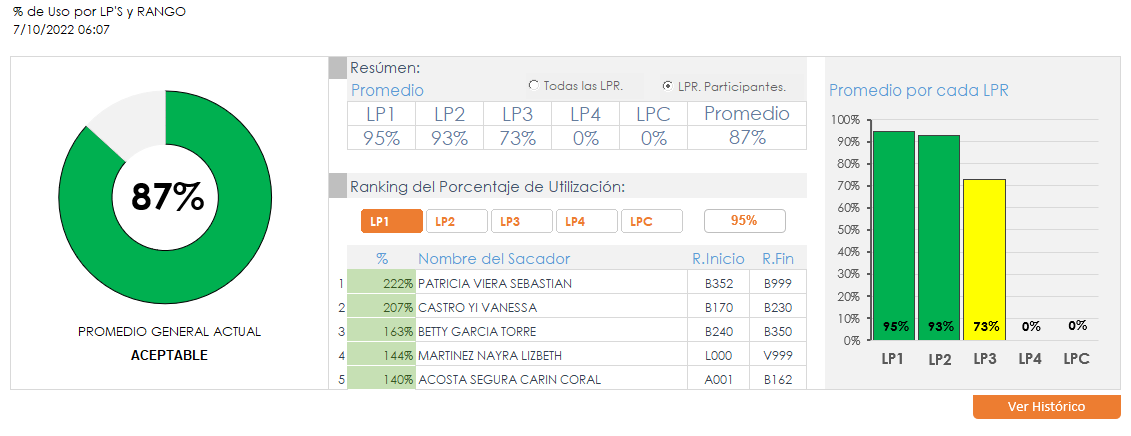 % de Uso por LP'S y RANGO
7/10/2022 06:07
87%
PROMEDIO GENERAL ACTUAL
ACEPTABLE
Resúmen:
Promedio
Todas las LPR.
LPR. Participantes.
LP1 LP2 LP3 LP4 LPC Promedio
95% 93% 73% 0% 0% 87%
Ranking del Porcentaje de Utilización:
LP1 LP2 LP3 LP4 LPC 95%
% Nombre del Sacador R.Inicio R.Fin
1 222% PATRICIA VIERA SEBASTIAN B352 B999
2 207% CASTRO YI VANESSA B170 B230
3 163% BETTY GARCIA TORRE B240 B350
4 144% MARTINEZ NAYRA LIZBETH L000 V999
5 140% ACOSTA SEGURA CARIN CORAL A001 B162
Promedio por cada LPR
100%
90%
80%
70%
60%
50%
40%
30%
20%
10%
0%
95% 93% 73% 0% 0%
LP1 LP2 LP3 LP4 LPC
Ver Histórico